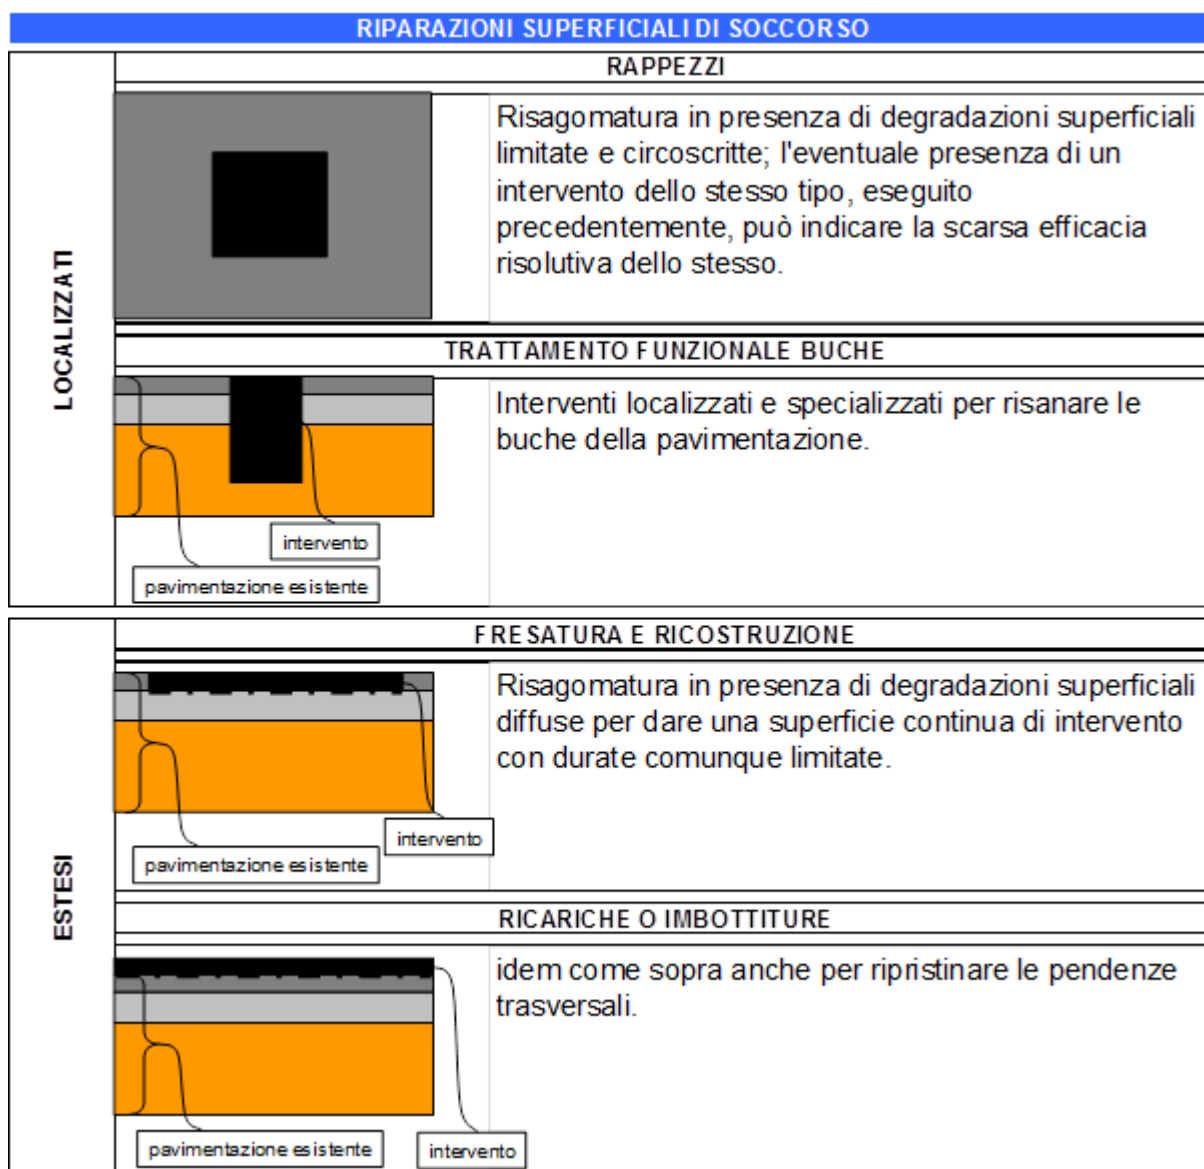 RIPARAZIONI SUPERFICIALI DI SOCCORSO
LOCALIZZATI
RAPPEZZI
Risagomatura in presenza di degradazioni superficiali
limitate e circoscritte; l'eventuale presenza di un
intervento dello stesso tipo, eseguito
precedentemente, può indicare la scarsa efficacia
risolutiva dello stesso.
TRATTAMENTO FUNZIONALE BUCHE
Interventi localizzati e specializzati per risanare le
buche della pavimentazione.
intervento
pavimentazione esistente
ESTESI
FRESATURA E RICOSTRUZIONE
Risagomatura in presenza di degradazioni superficiali
diffuse per dare una superficie continua di intervento
con durate comunque limitate.
intervento
pavimentazione esistente
RICARICHE O IMBOTTITURE
idem come sopra anche per ripristinare le pendenze
trasversali.
pavimentazione esistente
intervento